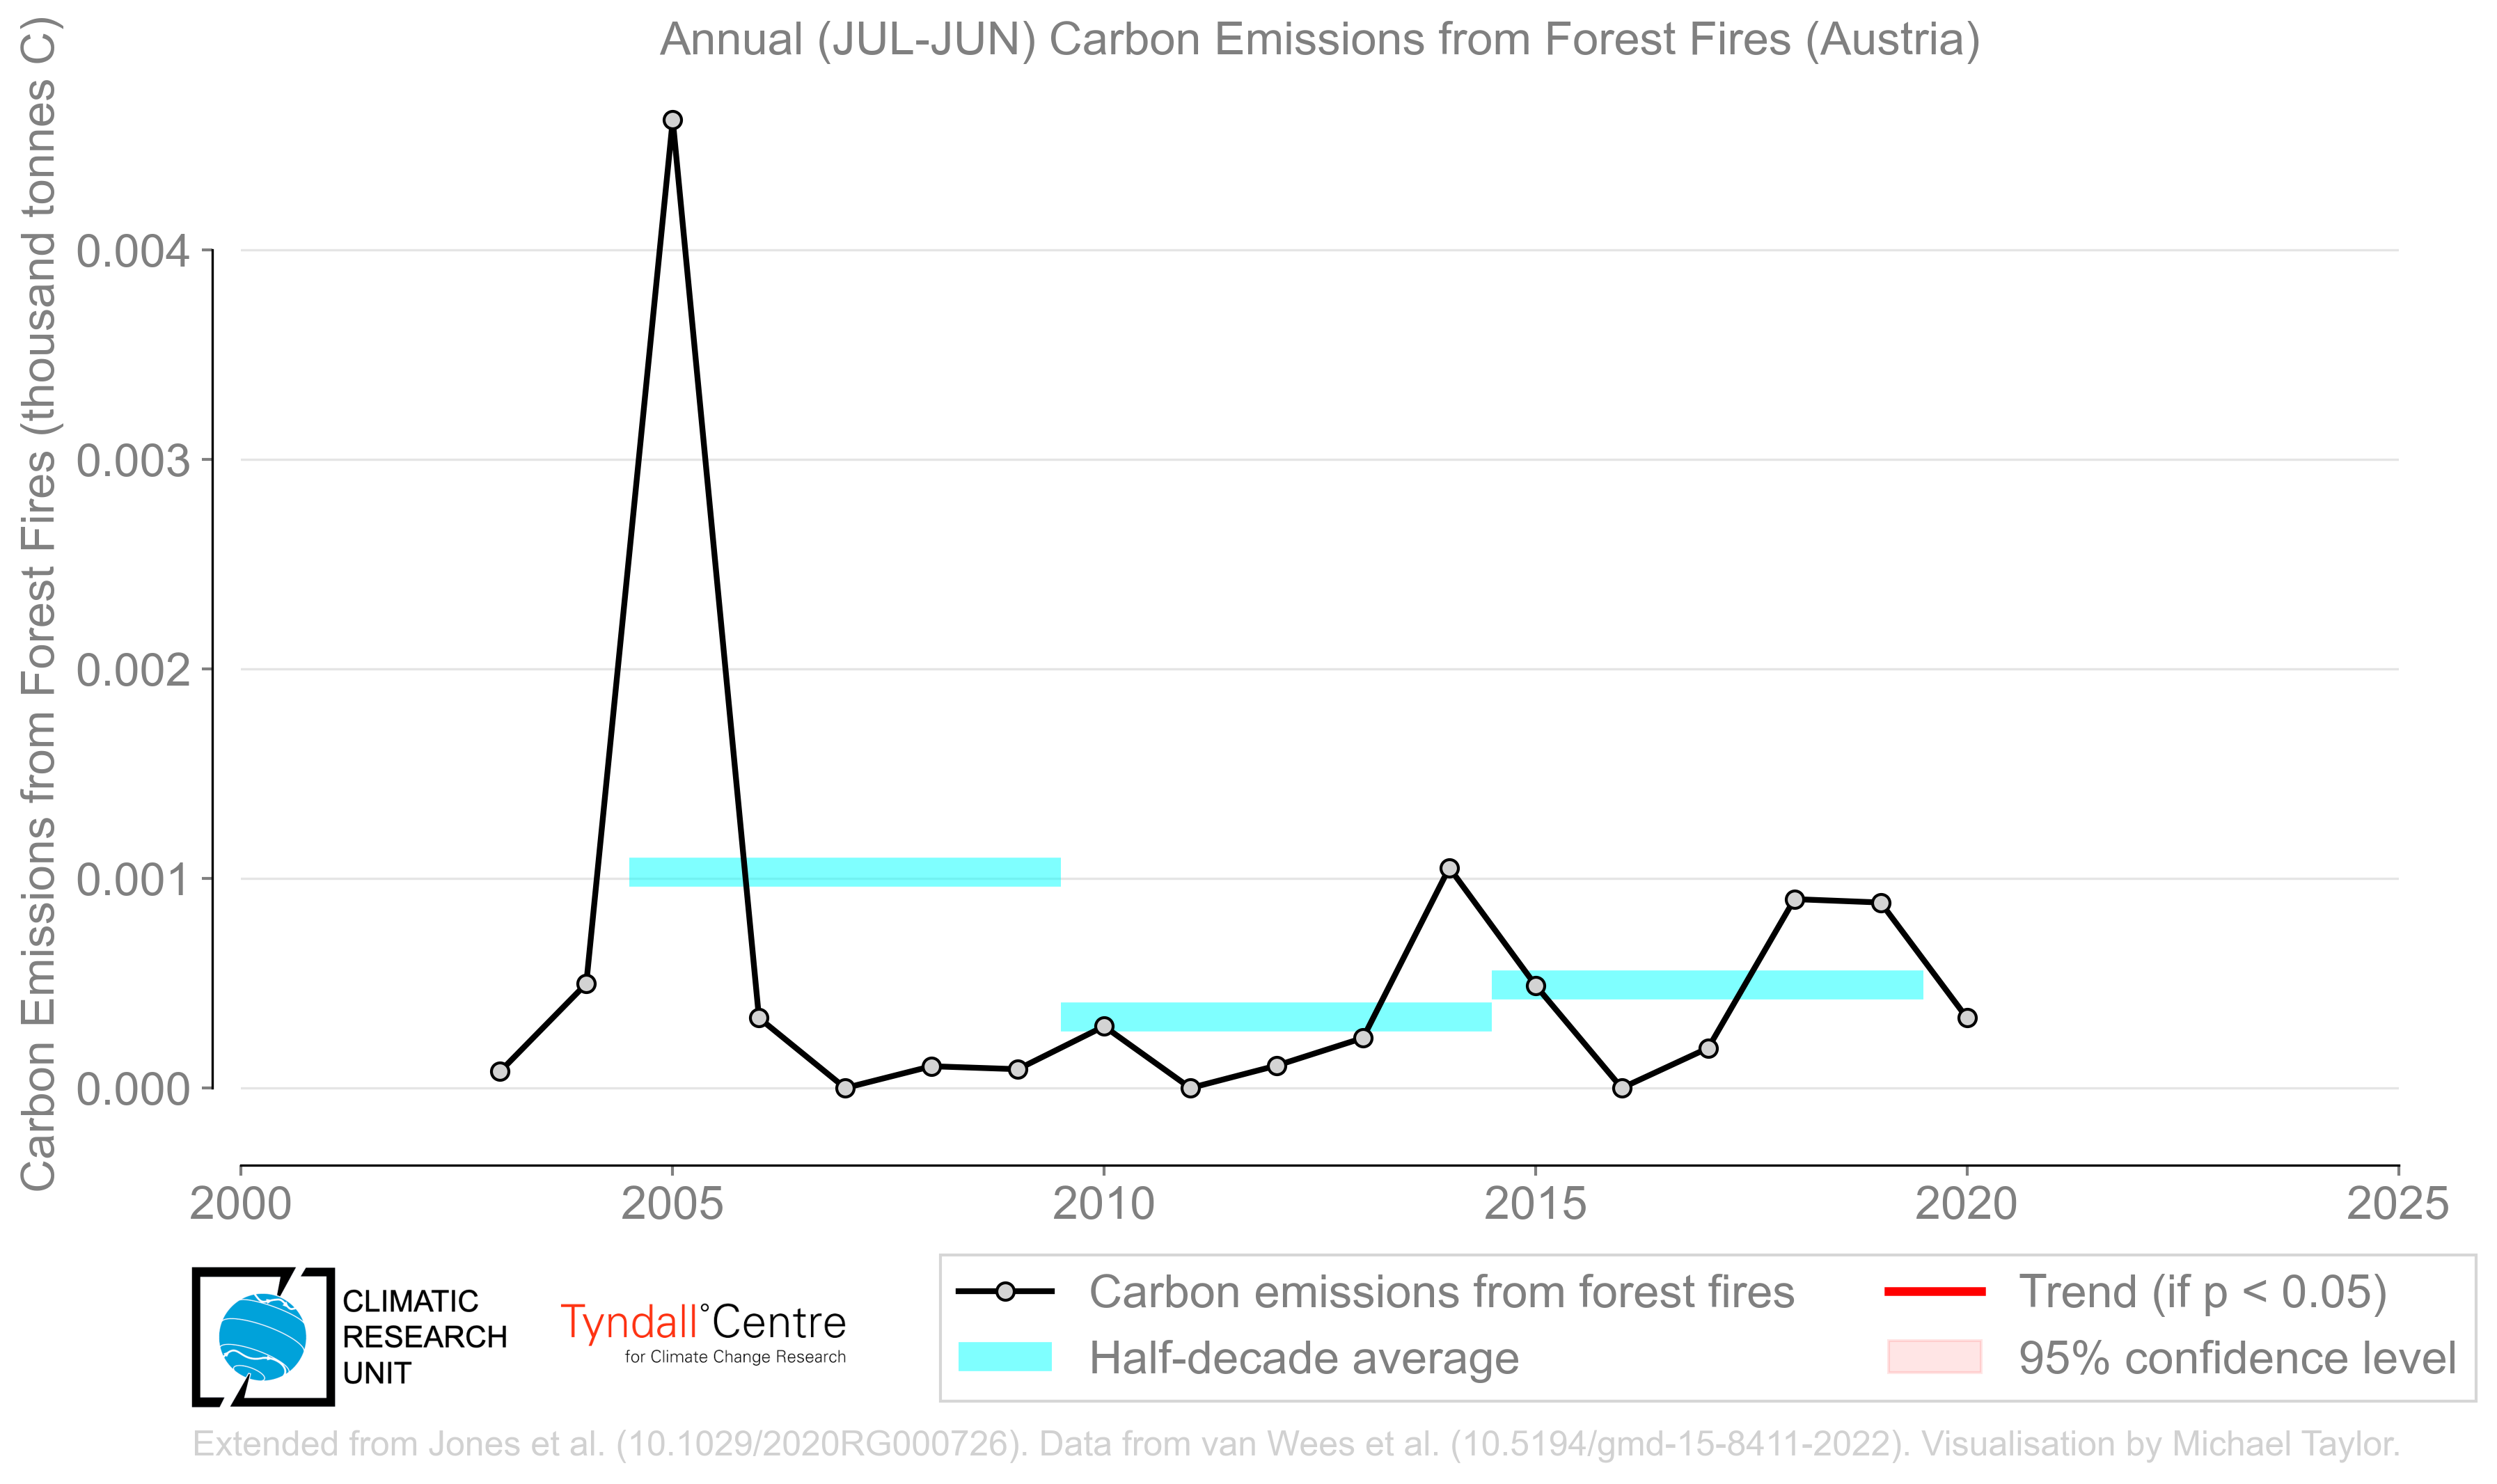 Annual (JUL-JUN) Carbon Emissions from Forest Fires (Austria)
Carbon Emissions from Forest Fires (thousand tonnes C)
0.004
0.003
0.002
0.001
0.000
2000 2005 2010 2015 2020 2025
CLIMATIC
RESEARCH
UNIT
Tyndall°Centre
for Climate Change Research
Carbon emissions from forest fires
Half-decade average
Trend (if p < 0.05)
95% confidence level
Extended from Jones et al. (10.1029/2020RG000726). Data from van Wees et al. (10.5194/gmd-15-8411-2022). Visualisation by Michael Taylor.